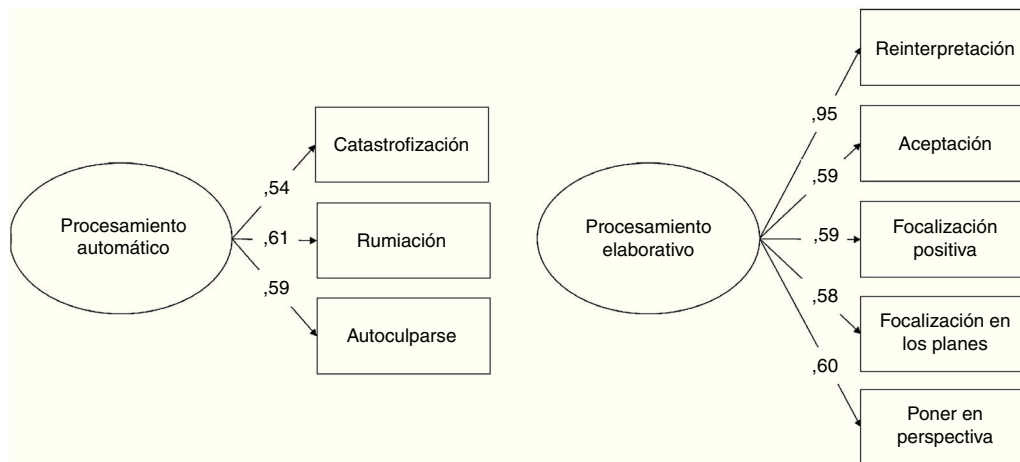 Procesamiento
automático
,54
,61
,59
Catastrofización
Rumiación
Autoculparse
Procesamiento
elaborativo
,95
,59
,59
,58
,60
Reinterpretación
Aceptación
Focalización
positiva
Focalización en
los planes
Poner en
perspectiva